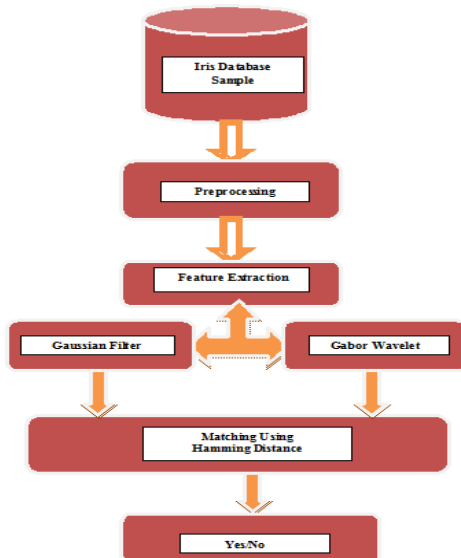 Iris Database
Sample
Preprocessing
Feature Extraction
Gaussian Filter
Gabor Wavelet
Matching Using
Hamming Distance
Yes/No